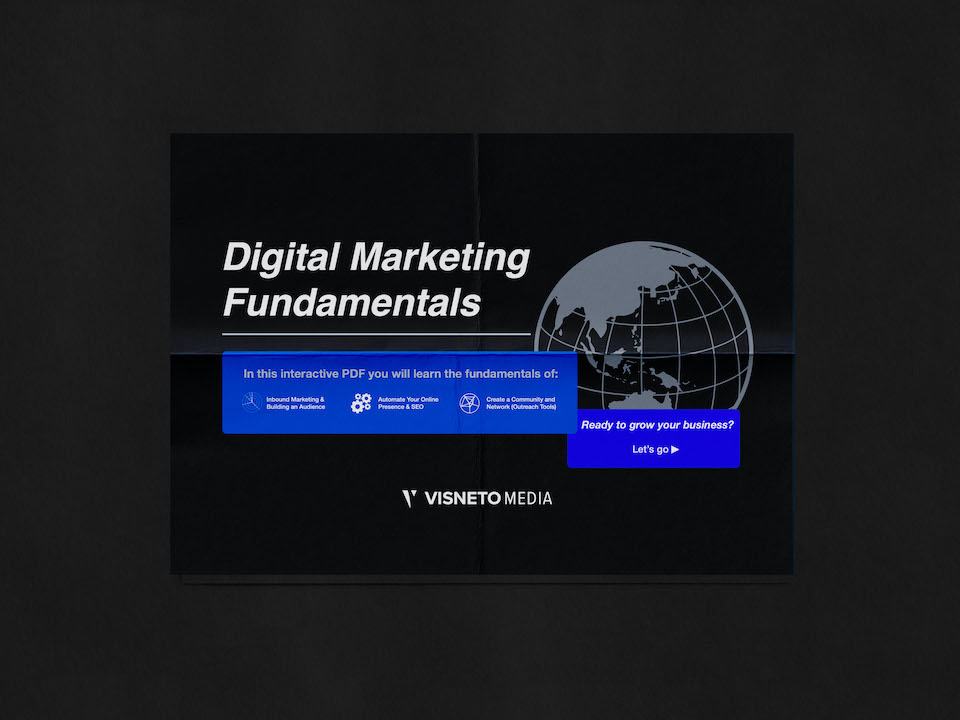 Digital Marketing
Fundamentals
In this interactive PDF you will learn the fundamentals of:
Inbound Marketing &
Building an Audience
Automate Your Online
Presence & SEO
Create a Community and
Network (Outreach Tools)
Ready to grow your business?
Let's go ▶
VISNETO MEDIA